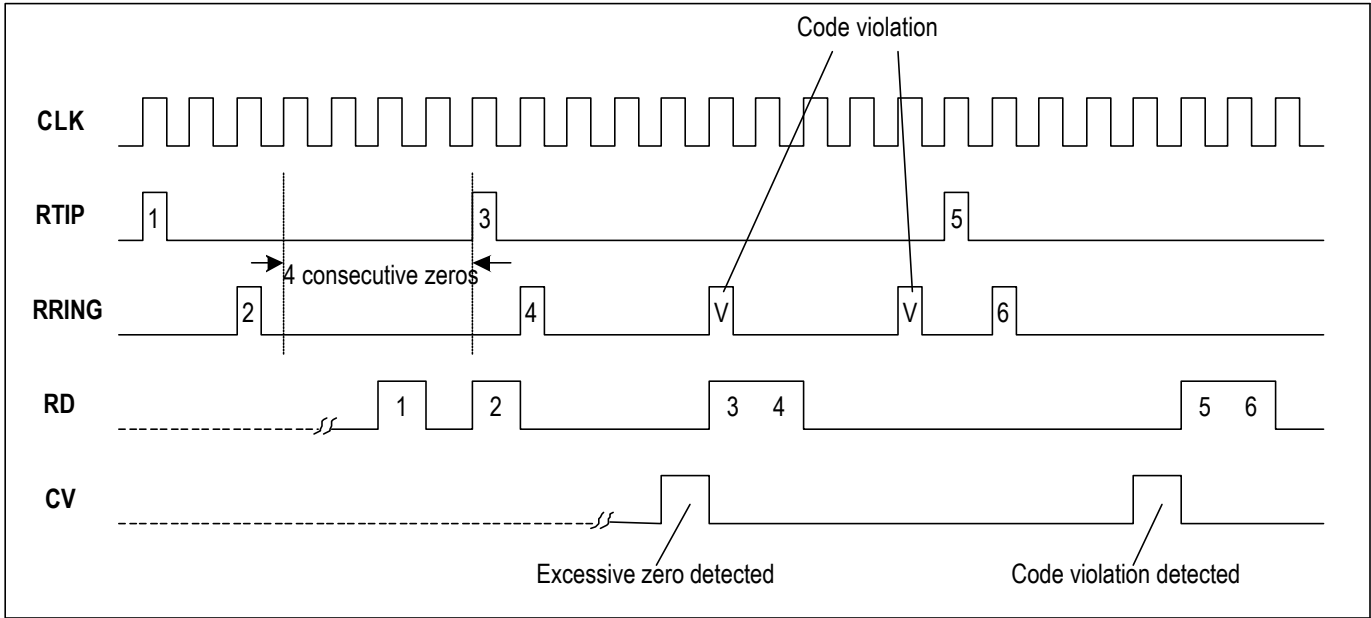 Code violation
CLK
RTIP
1
3
5
4 consecutive zeros
RRING
2
4
V
V
6
RD
1
2
3 4
5 6
CV
Excessive zero detected
Code violation detected